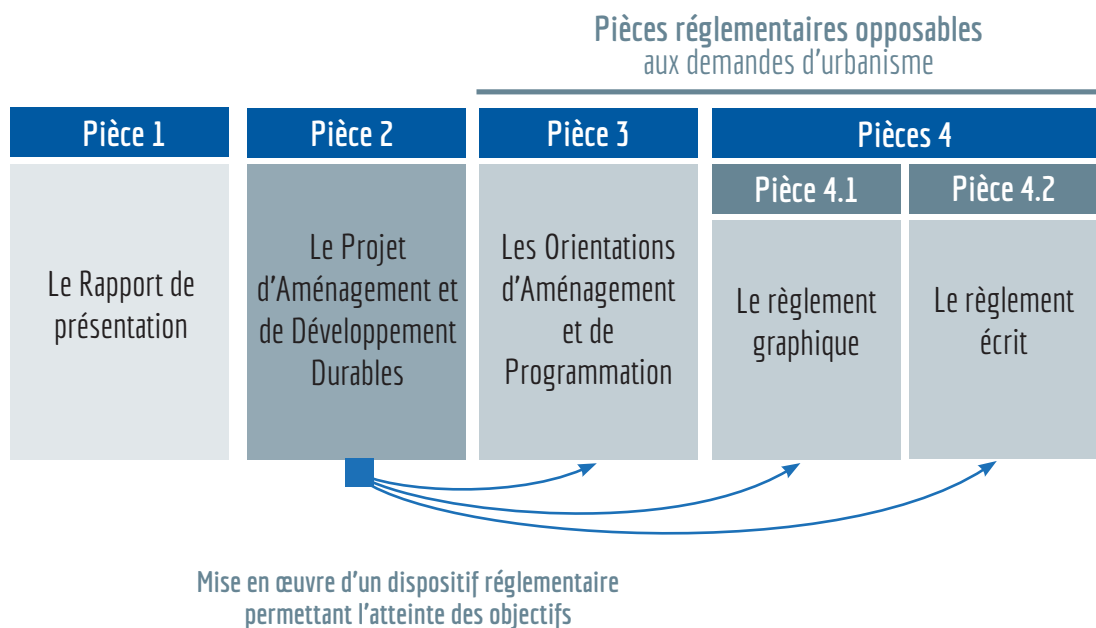 Pièces réglementaires opposables
aux demandes d'urbanisme
Pièce 1
Pièce 2
Pièce 3
Pièces 4
Pièce 4.1
Pièce 4.2
Le Rapport de
présentation
Le Projet
d'Aménagement et
de Développement
Durables
Les Orientations
d'Aménagement
et de
Programmation
Le règlement
graphique
Le règlement
écrit
Mise en œuvre d'un dispositif réglementaire
permettant l'atteinte des objectifs